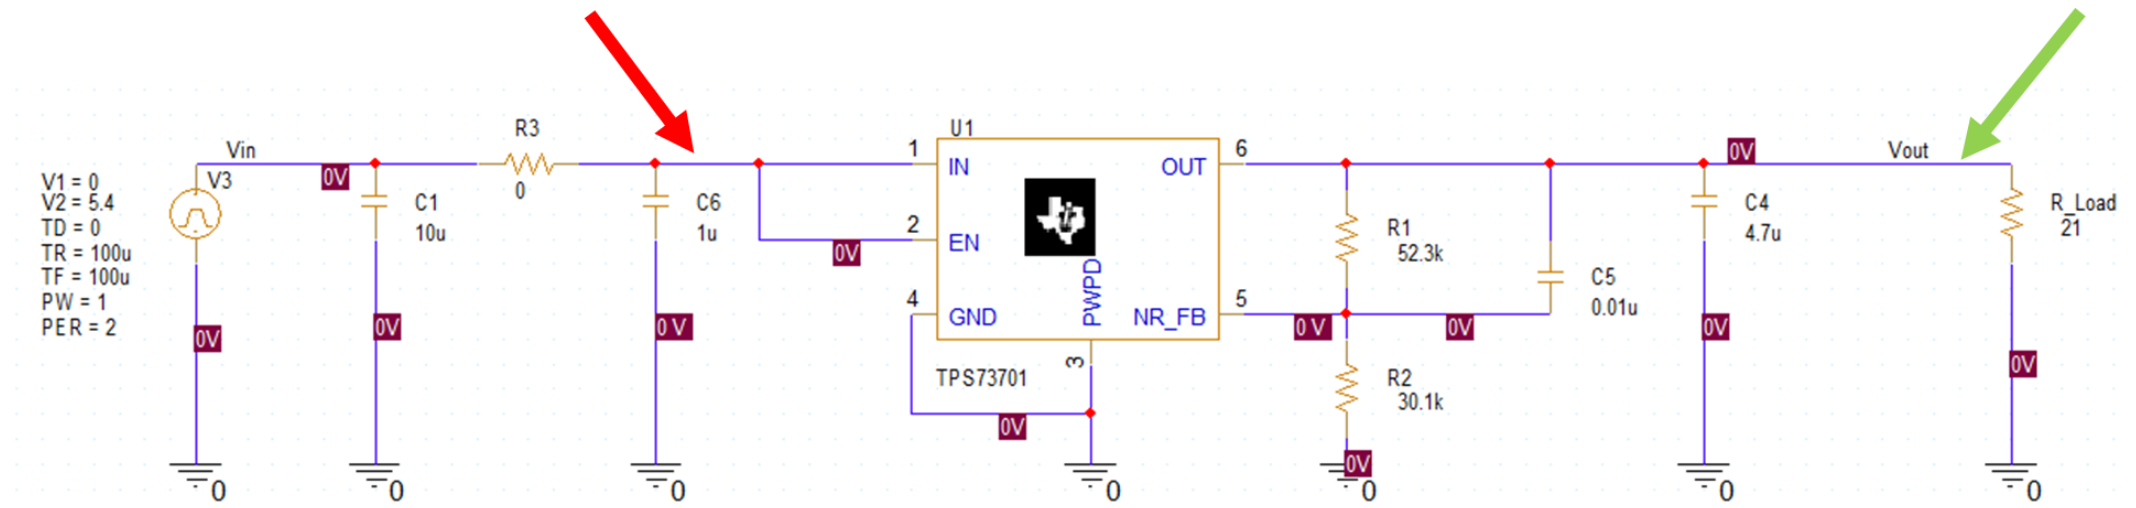 Vin
V3
V1 = 0
V2 = 5.4
TD = 0
TR = 100u
TF = 100u
PW = 1
PER = 2
0V
0V
0
C1
10u
0V
0
R3
0
C6
1u
0V
0
U1
1
IN
2
EN
0V
4
GND
PWPD
3
OUT
6
NR_FB
5
TPS73701
0V
0
R1
52.3k
0V
0V
R2
30.1k
0V
0
C5
0.01u
0V
C4
4.7u
0V
0
Vout
R_Load
21
0V
0